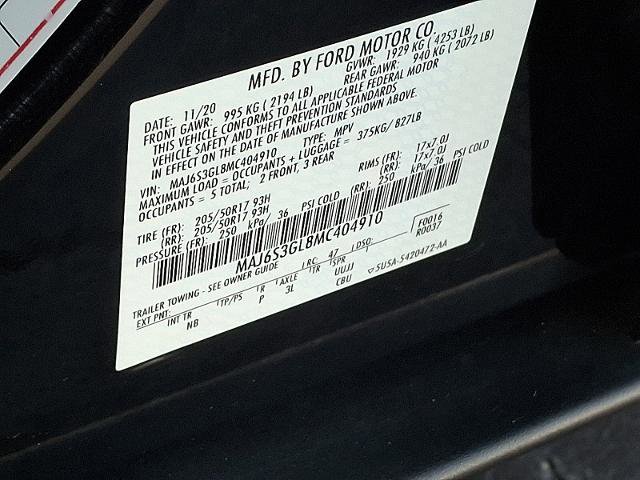 MFD. BY FORD MOTOR CO.
DATE: 11/20 GVWR: 1929 KG (4253 LB)
FRONT GAWR: 995 KG (2194 LB) REAR GAWR: 940 KG (2072 LB)
THIS VEHICLE CONFORMS TO ALL APPLICABLE FEDERAL MOTOR
VEHICLE SAFETY AND THEFT PREVENTION STANDARDS
IN EFFECT ON THE DATE OF MANUFACTURE SHOWN ABOVE.
VIN: MAJ6S3GL8MC404910 TYPE: MPV
MAXIMUM LOAD = OCCUPANTS + LUGGAGE = 375KG/ 827LB
OCCUPANTS = 5 TOTAL; 2 FRONT, 3 REAR
TIRE (FR): 205/50R17 93H RIMS (FR): 17x7.0J
(RR): 205/50R17 93H (RR): 17x7.0J
PRESSURE (FR): 250 kPa/ 36 PSI COLD (RR): 250 kPa/36 PSI COLD
MAJ6S3GL8MC404910
TRAILER TOWING - SEE OWNER GUIDE F0016
R0037
EXT PNT: RC: 47 DSO:
INT TR TP/PS R AXLE TR SPR
NB P 3L UUJJ
CBU SU5A-5420472-AA